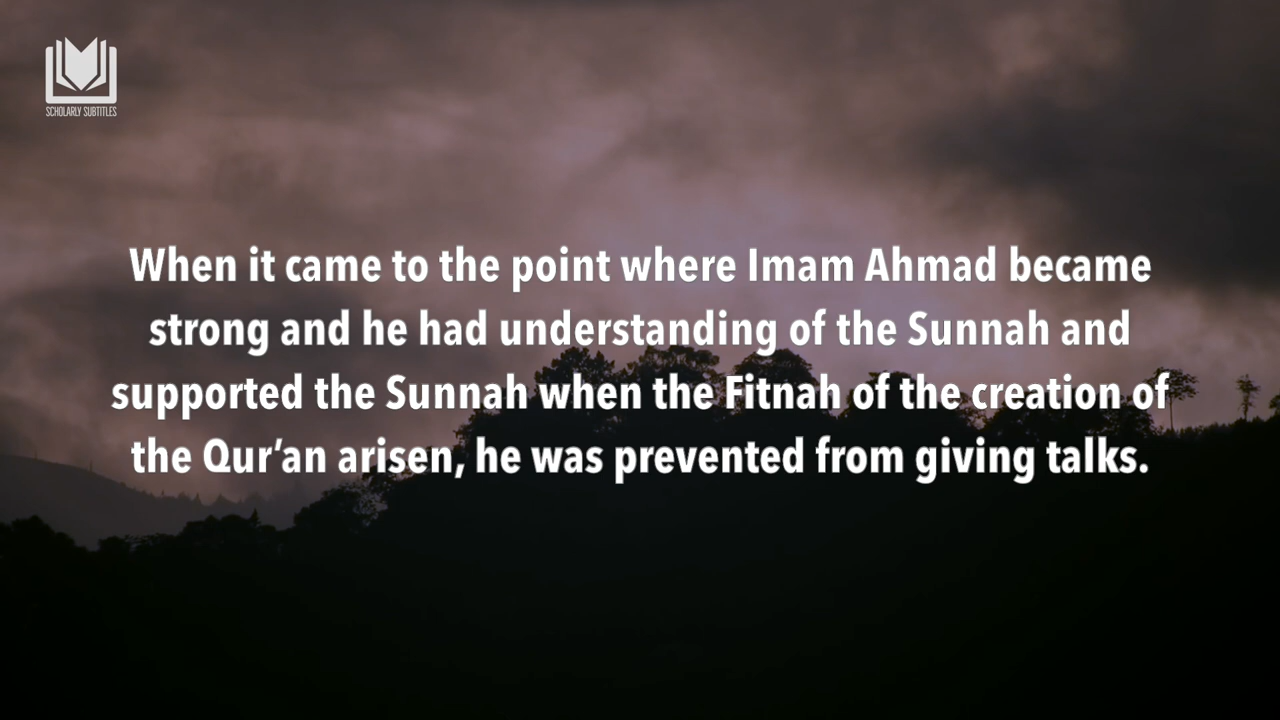 SCHOLARLY SUBTITLES
When it came to the point where Imam Ahmad became
strong and he had understanding of the Sunnah and
supported the Sunnah when the Fitnah of the creation of
the Qur’an arisen, he was prevented from giving talks.